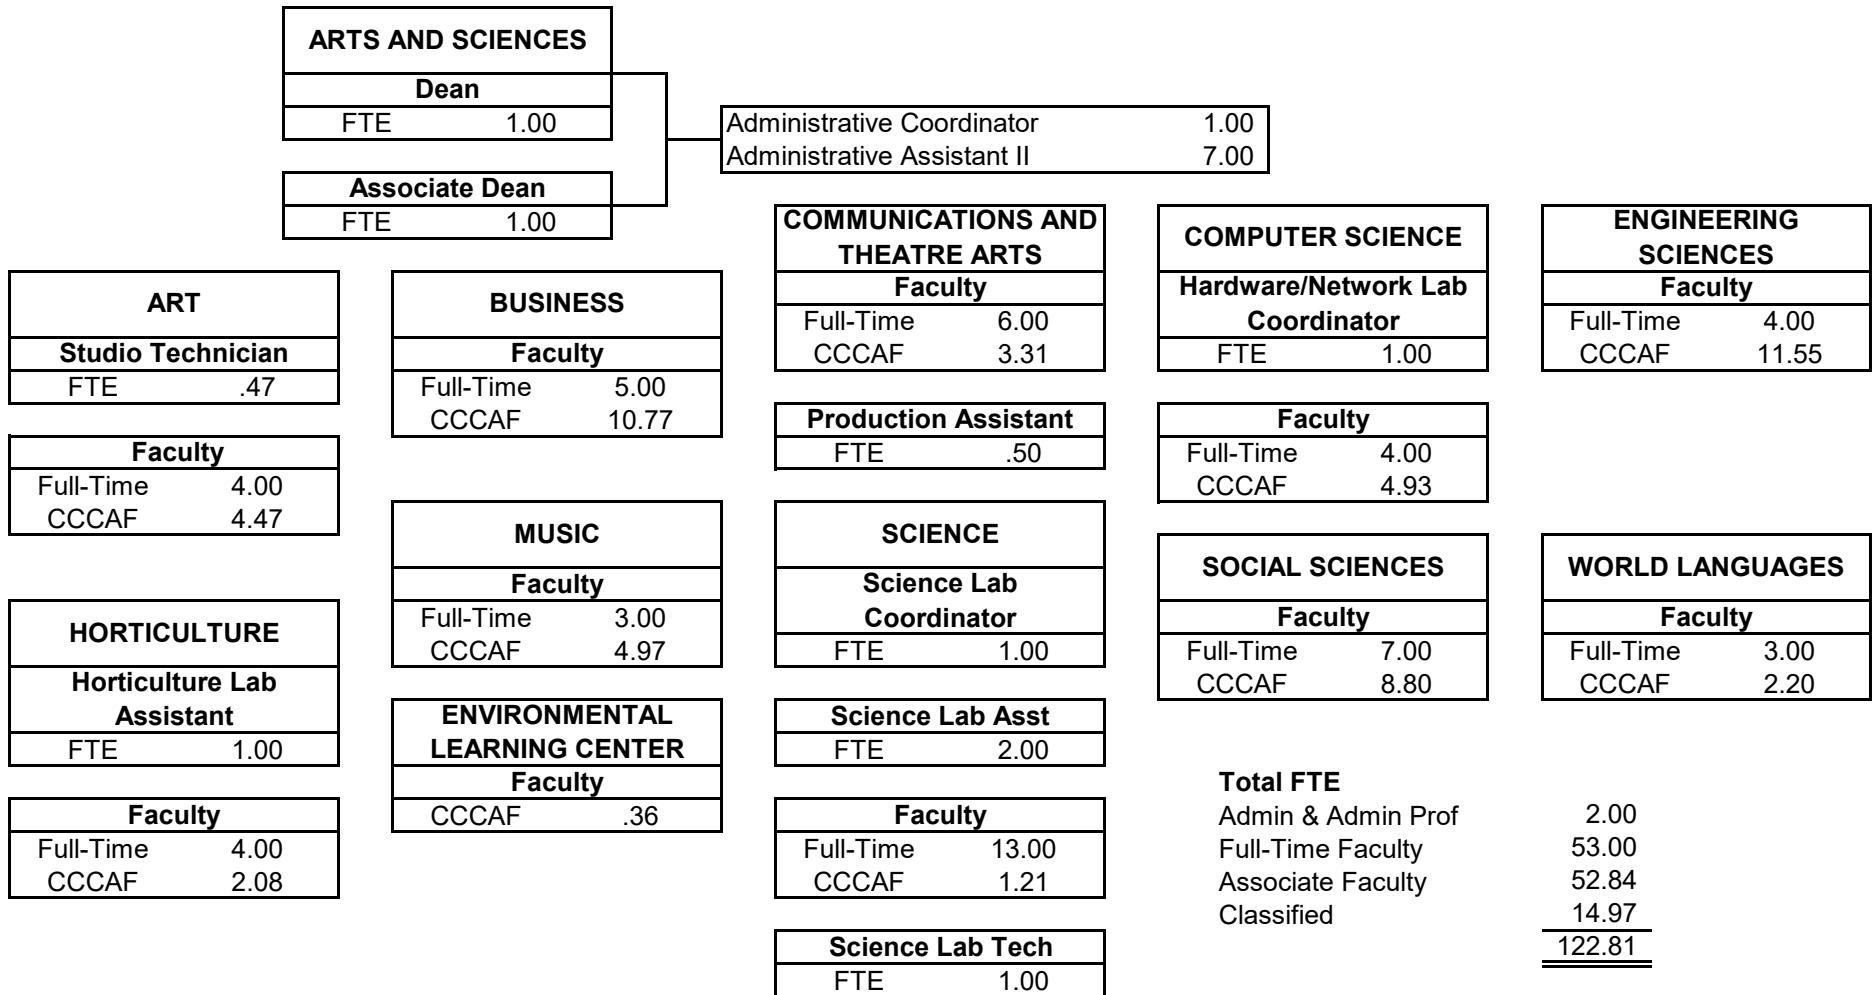 ARTS AND SCIENCES
Dean
FTE 1.00
Administrative Coordinator 1.00
Administrative Assistant II 7.00
Associate Dean
FTE 1.00
ART
Studio Technician
FTE .47
Faculty
Full-Time 4.00
CCCAF 4.47
HORTICULTURE
Horticulture Lab
Assistant
FTE 1.00
Faculty
Full-Time 4.00
CCCAF 2.08
BUSINESS
Faculty
Full-Time 5.00
CCCAF 10.77
MUSIC
Faculty
Full-Time 3.00
CCCAF 4.97
ENVIRONMENTAL
LEARNING CENTER
Faculty
CCCAF .36
COMMUNICATIONS AND
THEATRE ARTS
Faculty
Full-Time 6.00
CCCAF 3.31
Production Assistant
FTE .50
SCIENCE
Science Lab
Coordinator
FTE 1.00
Science Lab Asst
FTE 2.00
Faculty
Full-Time 13.00
CCCAF 1.21
Science Lab Tech
FTE 1.00
COMPUTER SCIENCE
Hardware/Network Lab
Coordinator
FTE 1.00
Faculty
Full-Time 4.00
CCCAF 4.93
SOCIAL SCIENCES
Faculty
Full-Time 7.00
CCCAF 8.80
ENGINEERING
SCIENCES
Faculty
Full-Time 4.00
CCCAF 11.55
WORLD LANGUAGES
Faculty
Full-Time 3.00
CCCAF 2.20
Total FTE
Admin & Admin Prof 2.00
Full-Time Faculty 53.00
Associate Faculty 52.84
Classified 14.97
122.81